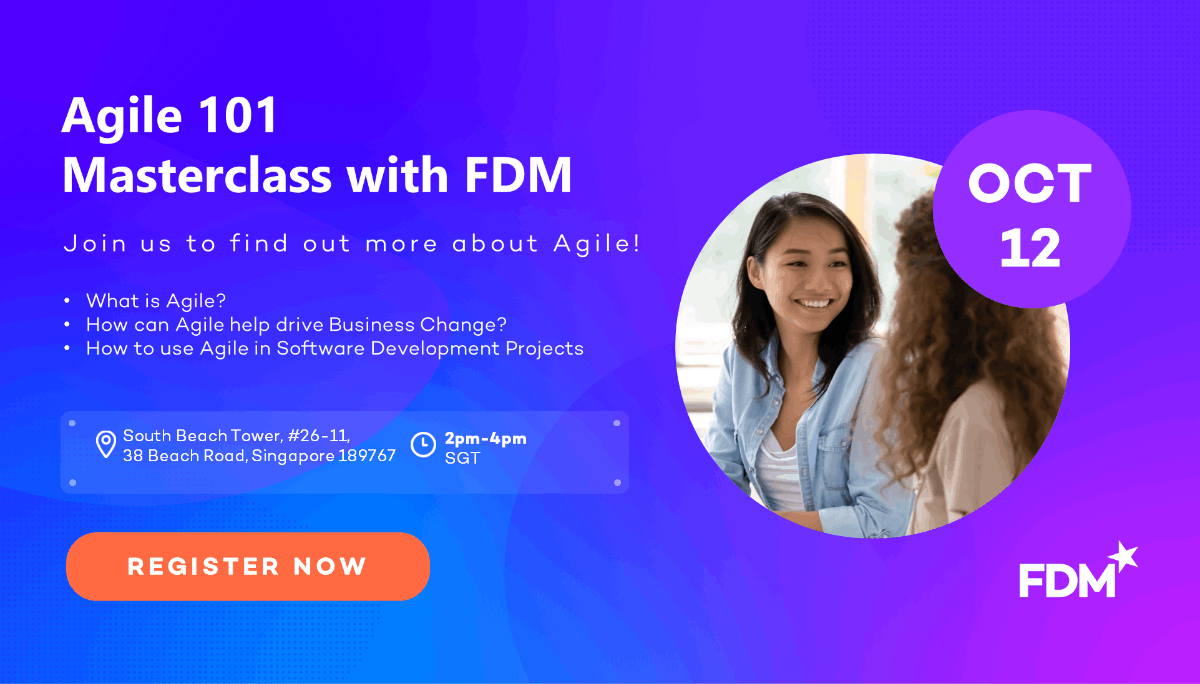 Agile 101
Masterclass with FDM
Join us to find out more about Agile!
• What is Agile?
• How can Agile help drive Business Change?
• How to use Agile in Software Development Projects
South Beach Tower, #26-11,
38 Beach Road, Singapore 189767
2pm-4pm
SGT
REGISTER NOW
OCT
12
FDM